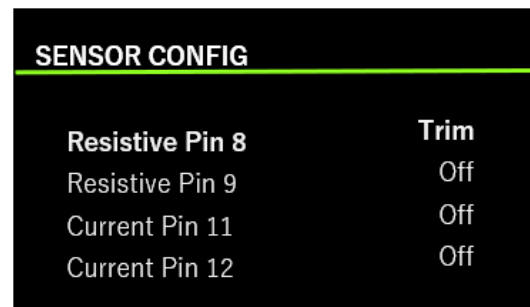 SENSOR CONFIG
Resistive Pin 8 Trim
Resistive Pin 9 Off
Current Pin 11 Off
Current Pin 12 Off